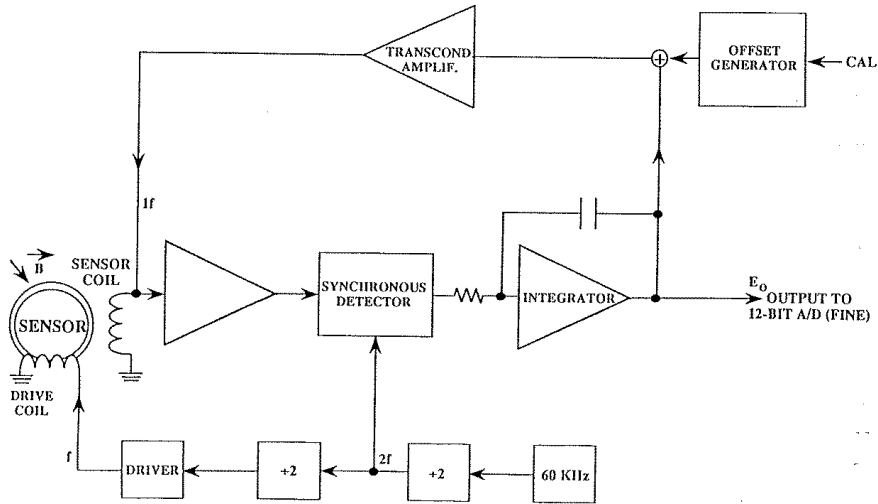 TRANSCOND
AMPLIF.
+
OFFSET
GENERATOR
CAL
1f
B
SENSOR
COIL
SENSOR
DRIVE
COIL
SYNCHRONOUS
DETECTOR
INTEGRATOR
E_O
OUTPUT TO
12-BIT A/D (FINE)
f
DRIVER
÷2
2f
÷2
60 KHz